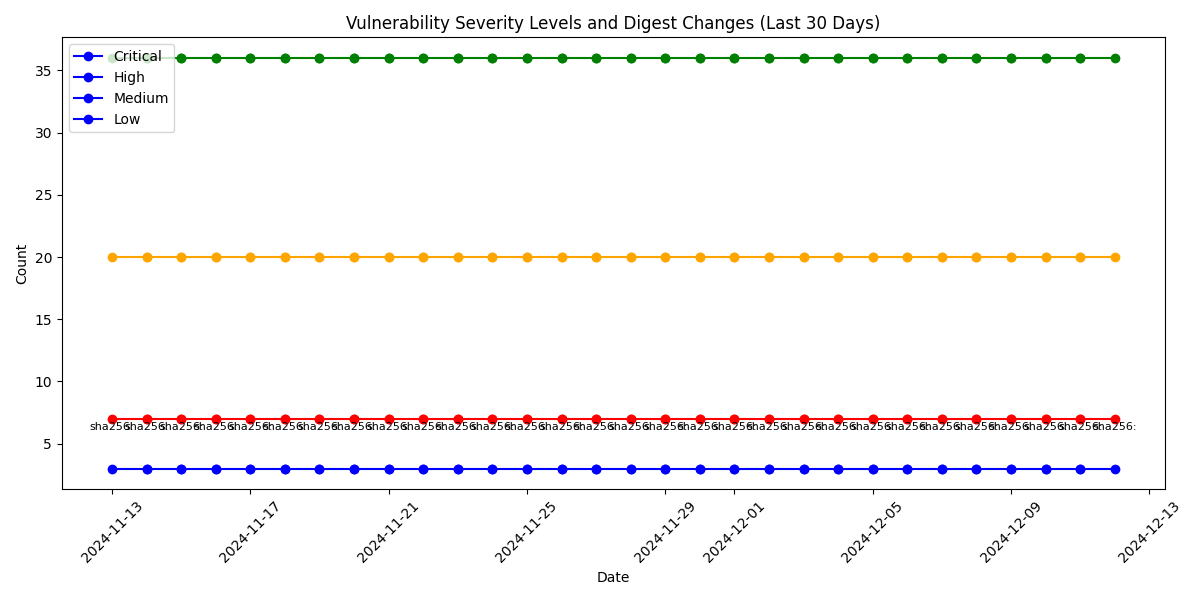 Vulnerability Severity Levels and Digest Changes (Last 30 Days)
Critical
High
Medium
Low
35
30
25
20
15
10
5
Count
sha256: sha256: sha256: sha256: sha256: sha256: sha256: sha256: sha256: sha256: sha256: sha256: sha256: sha256: sha256: sha256: sha256: sha256: sha256: sha256: sha256: sha256: sha256: sha256: sha256: sha256: sha256: sha256: sha256: sha256:
2024-11-13
2024-11-17
2024-11-21
2024-11-25
2024-11-29
2024-12-01
2024-12-05
2024-12-09
2024-12-13
Date